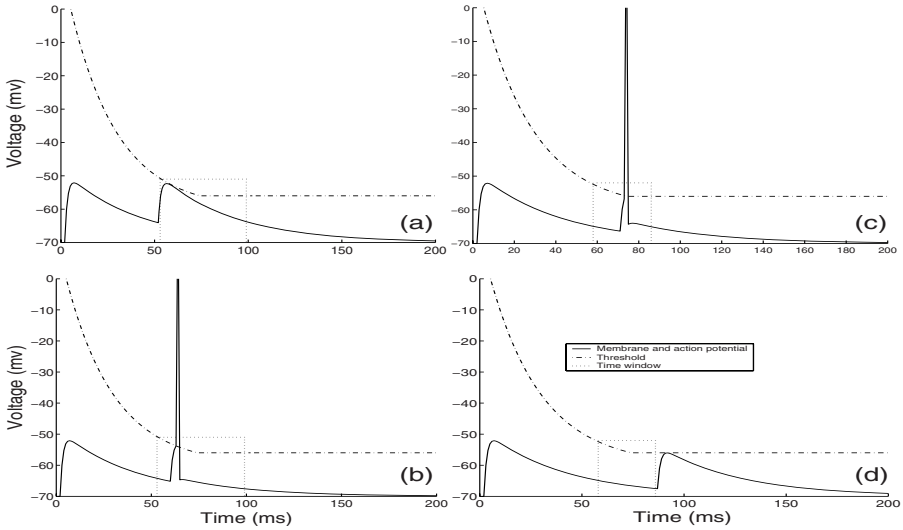 0
−10
−20
−30
−40
−50
−60
−70
Voltage (mv)
0 50 100 150 200
(a)
0
−10
−20
−30
−40
−50
−60
−70
0 20 40 60 80 100 120 140 160 180 200
(c)
0
−10
−20
−30
−40
−50
−60
−70
Voltage (mv)
0 50 100 150 200
Time (ms)
(b)
0
−10
−20
−30
−40
−50
−60
−70
0 50 100 150 200
Time (ms)
Membrane and action potential
Threshold
Time window
(d)